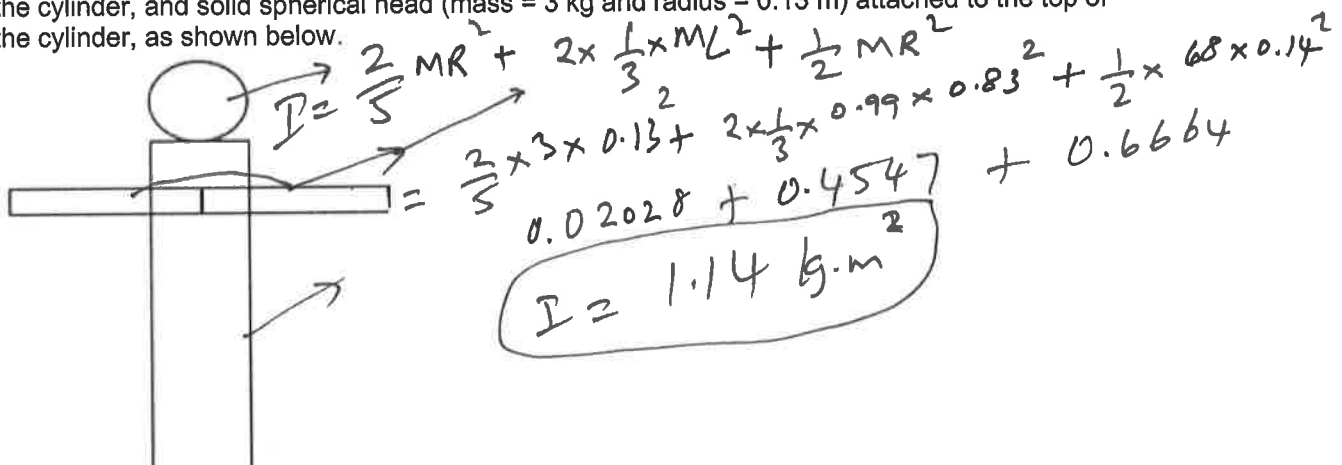 the cylinder, and solid spherical head (mass = 3 kg and radius = 0.13 m) attached to the top of
the cylinder, as shown below.
I = 2/5 MR² + 2 x 1/3 x ML² + 1/2 MR²
= 2/5 x 3 x 0.13² + 2 x 1/3 x 0.99 x 0.83² + 1/2 x 68 x 0.14²
0.02028 + 0.4547 + 0.6664
I = 1.14 kg.m²